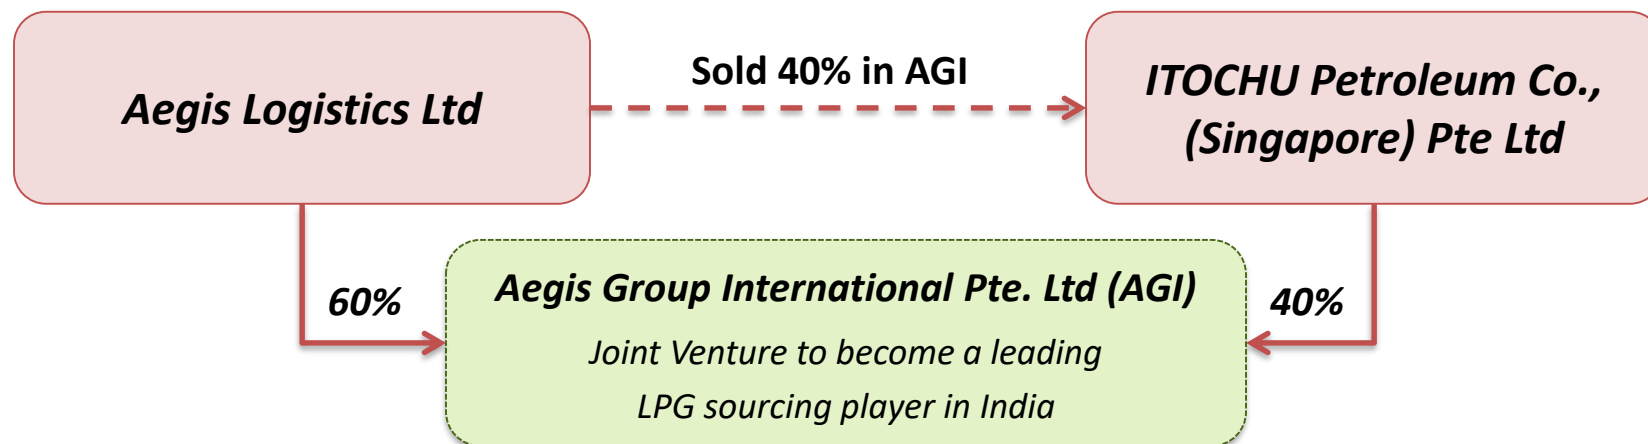 Aegis Logistics Ltd
Sold 40% in AGI
ITOCHU Petroleum Co.,
(Singapore) Pte Ltd
60%
Aegis Group International Pte. Ltd (AGI)
Joint Venture to become a leading
LPG sourcing player in India
40%